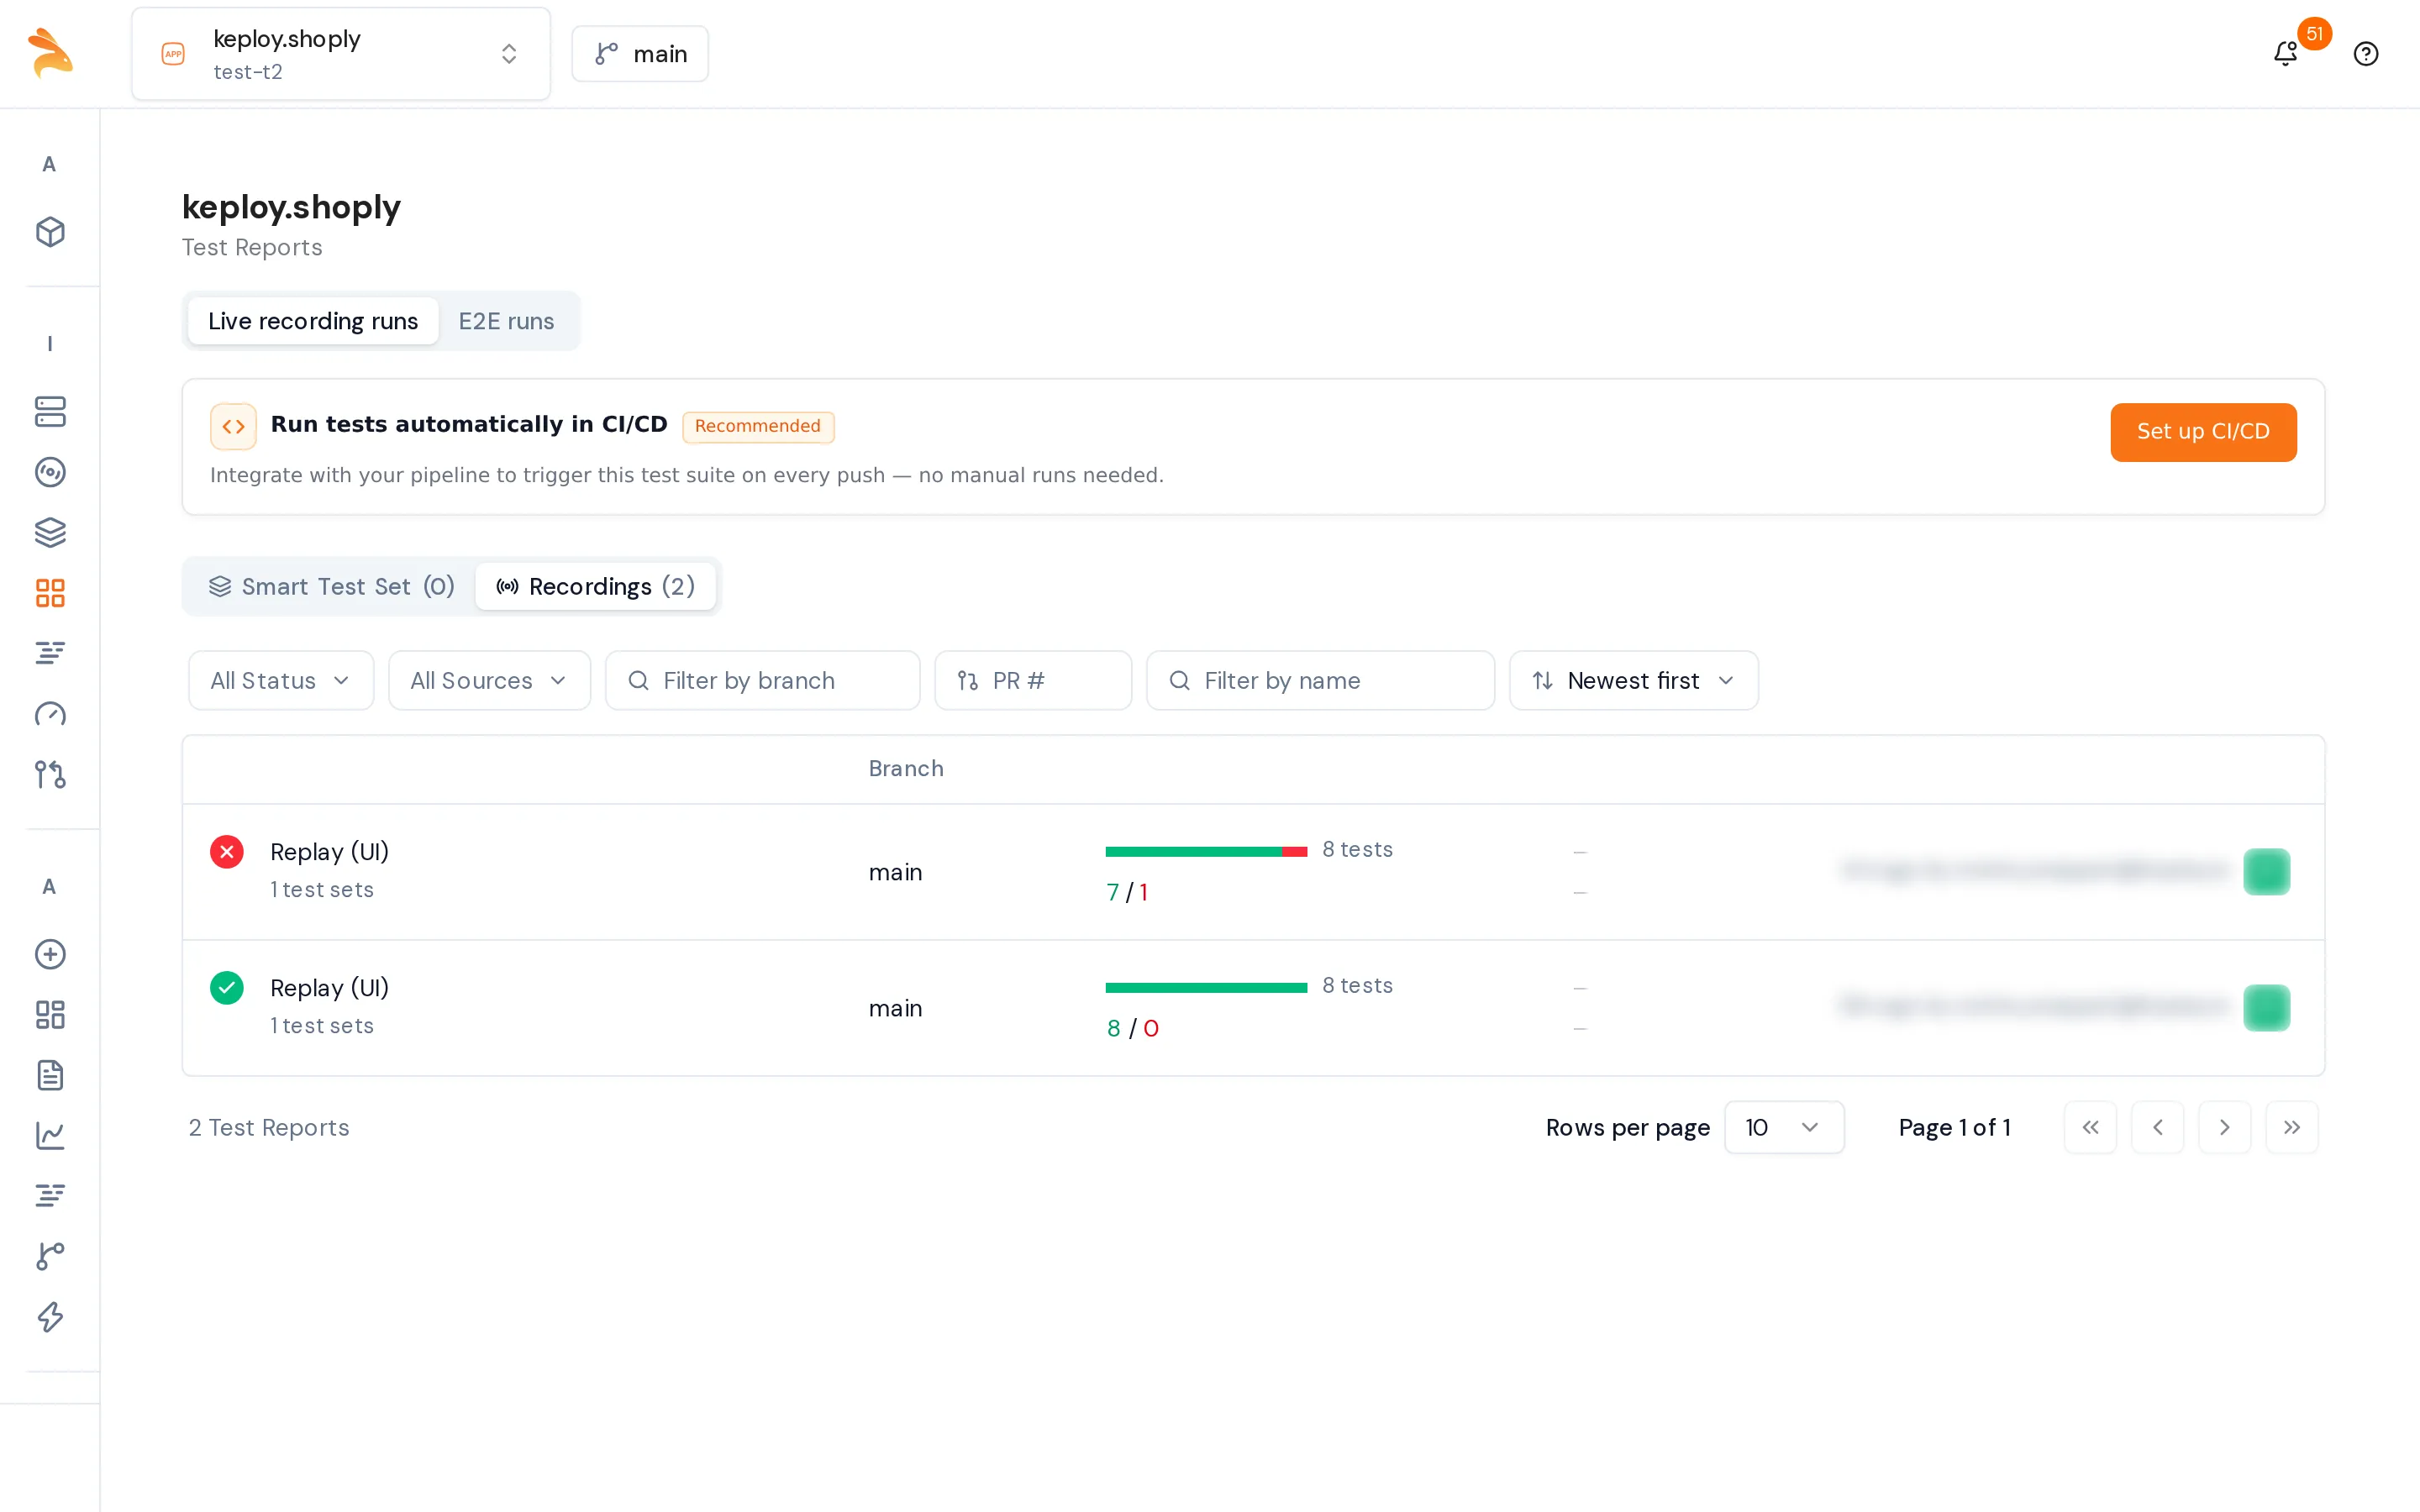 APP
keploy.shoply
test-t2
main
51
A
I
A
keploy.shoply
Test Reports
Live recording runs
E2E runs
Run tests automatically in CI/CD
Recommended
Set up CI/CD
Integrate with your pipeline to trigger this test suite on every push — no manual runs needed.
Smart Test Set (0)
Recordings (2)
All Status
All Sources
Filter by branch
PR #
Filter by name
Newest first
Branch
Replay (UI)
1 test sets
main
8 tests
7 / 1
–
–
Replay (UI)
1 test sets
main
8 tests
8 / 0
–
–
2 Test Reports
Rows per page
10
Page 1 of 1